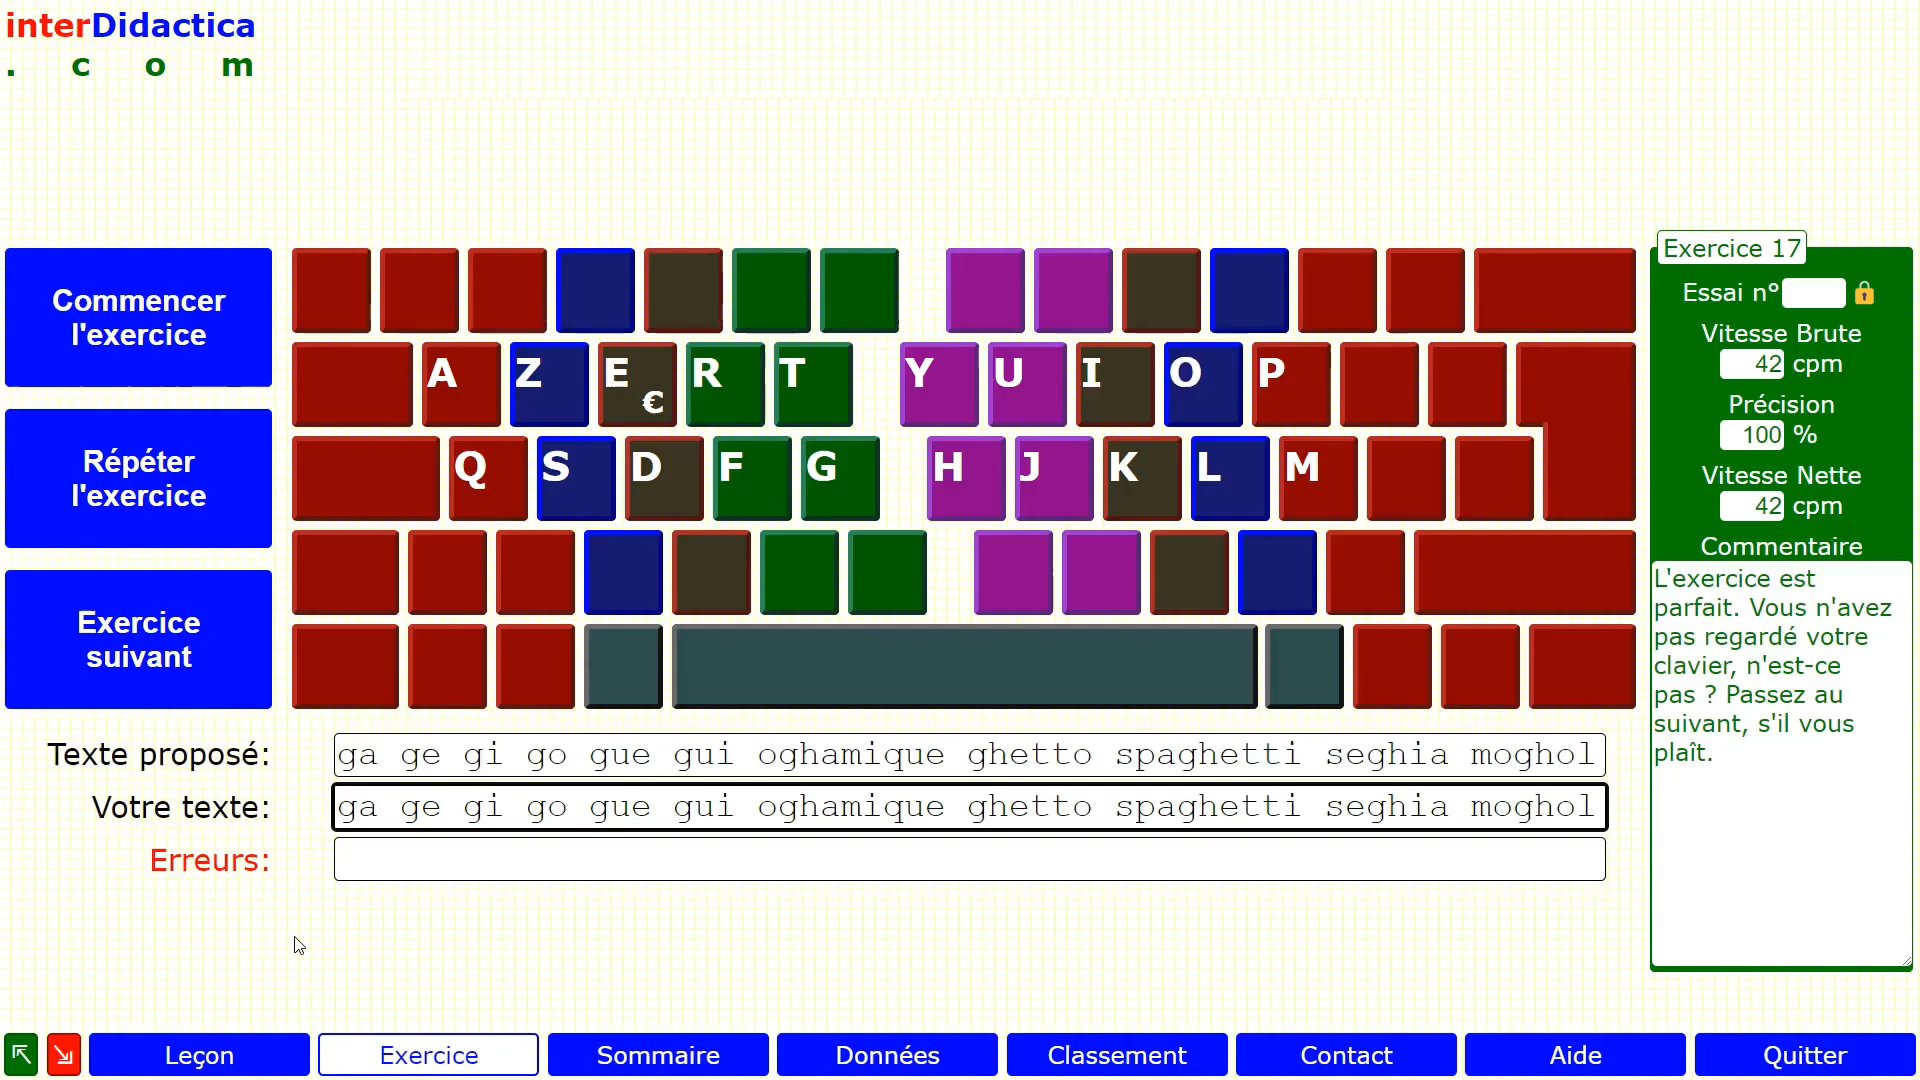 interDidactica
. c o m
Commencer
l'exercice
Répéter
l'exercice
Exercice
suivant
A Z E € R T Y U I O P
Q S D F G H J K L M
Texte proposé: ga ge gi go gue gui oghamique ghetto spaghetti seghia moghol
Votre texte: ga ge gi go gue gui oghamique ghetto spaghetti seghia moghol
Erreurs:
Exercice 17
Essai n°
Vitesse Brute
42 cpm
Précision
100 %
Vitesse Nette
42 cpm
Commentaire
L'exercice est
parfait. Vous n'avez
pas regardé votre
clavier, n'est-ce
pas ? Passez au
suivant, s'il vous
plaît.
Leçon Exercice Sommaire Données Classement Contact Aide Quitter